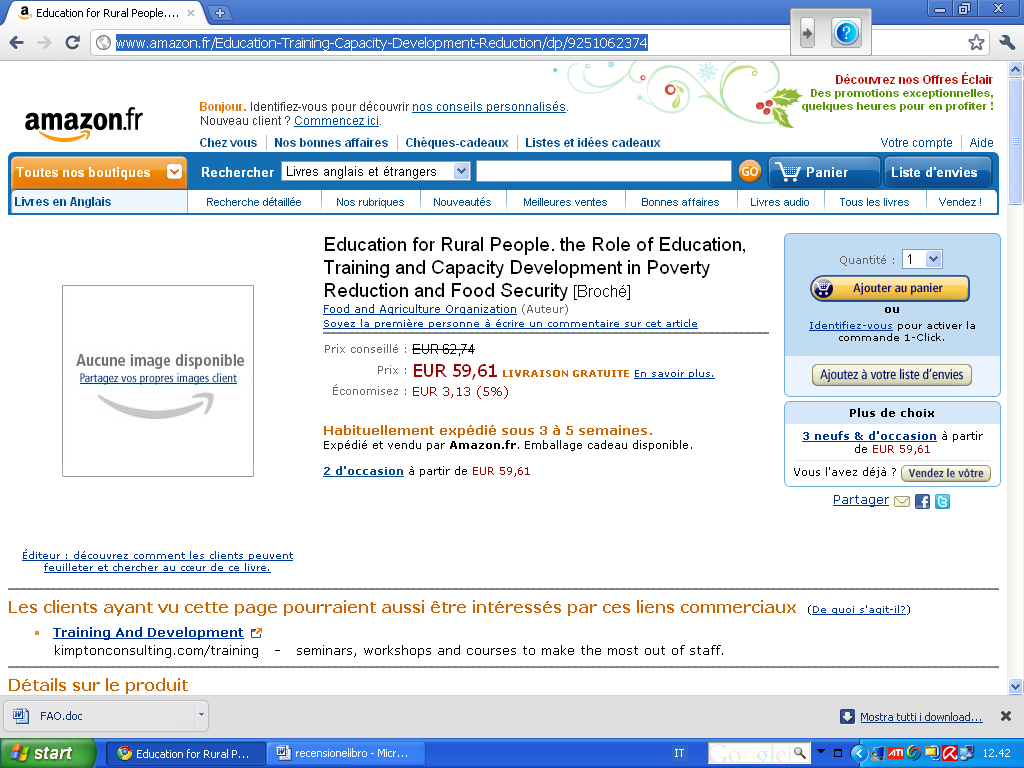 Education for Rural People....
www.amazon.fr/Education-Training-Capacity-Development-Reduction/dp/9251062374
Découvrez nos Offres Éclair
Des promotions exceptionnelles,
quelques heures pour en profiter !
amazon.fr
Bonjour. Identifiez-vous pour découvrir nos conseils personnalisés.
Nouveau client ? Commencez ici.
Chez vous Nos bonnes affaires Chèques-cadeaux Listes et idées cadeaux Votre compte Aide
Toutes nos boutiques Rechercher Livres anglais et étrangers GO Panier Liste d'envies
Livres en Anglais Recherche détaillée Nos rubriques Nouveautés Meilleures ventes Bonnes affaires Livres audio Tous les livres Vendez !
Education for Rural People. the Role of Education,
Training and Capacity Development in Poverty
Reduction and Food Security [Broché]
Food and Agriculture Organization (Auteur)
Soyez la première personne à écrire un commentaire sur cet article
Prix conseillé : EUR 62,74
Prix : EUR 59,61 LIVRAISON GRATUITE En savoir plus.
Économisez : EUR 3,13 (5%)
Habituellement expédié sous 3 à 5 semaines.
Expédié et vendu par Amazon.fr. Emballage cadeau disponible.
2 d'occasion à partir de EUR 59,61
Aucune image disponible
Partagez vos propres images client
Éditeur : découvrez comment les clients peuvent
feuilleter et chercher au cœur de ce livre.
Quantité : 1
Ajouter au panier
ou
Identifiez-vous pour activer la
commande 1-Click.
Ajoutez à votre liste d'envies
Plus de choix
3 neufs & d'occasion à partir
de EUR 59,61
Vous l'avez déjà ? Vendez le vôtre
Partager
Les clients ayant vu cette page pourraient aussi être intéressés par ces liens commerciaux (De quoi s'agit-il?)
Training And Development
kimptonconsulting.com/training - seminars, workshops and courses to make the most out of staff.
Détails sur le produit
FAO.doc Mostra tutti i download...
start Education for Rural P... recensionelibro - Micr... IT Google ATI 12.42